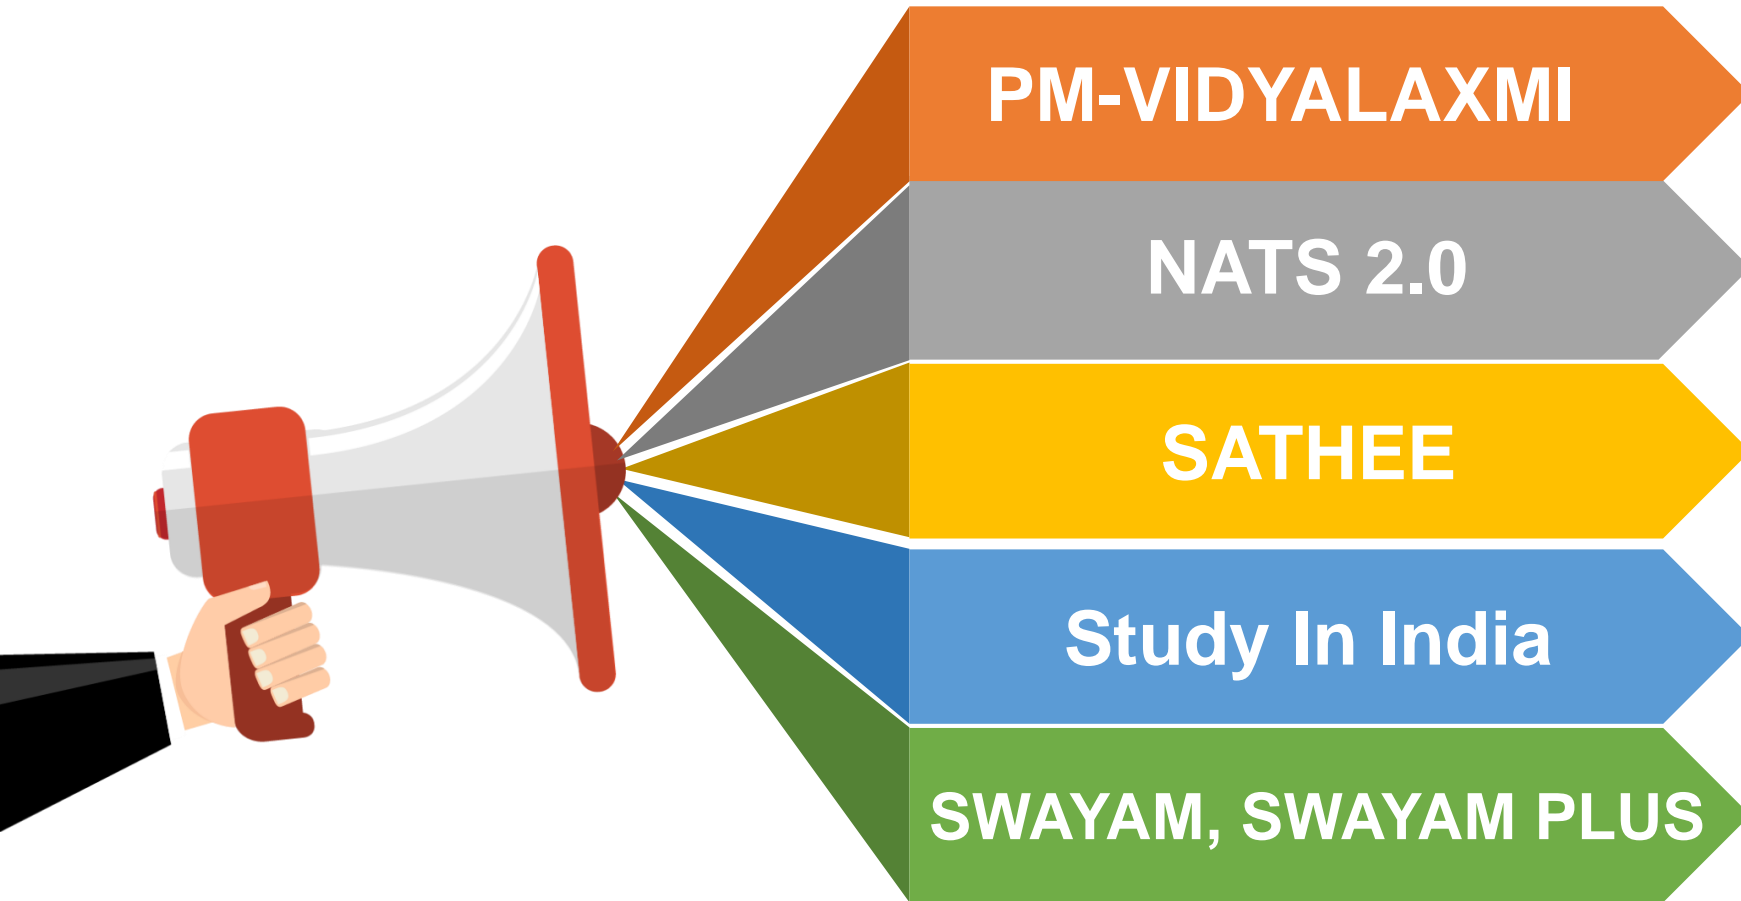 PM-VIDYALAXMI
NATS 2.0
SATHEE
Study In India
SWAYAM, SWAYAM PLUS